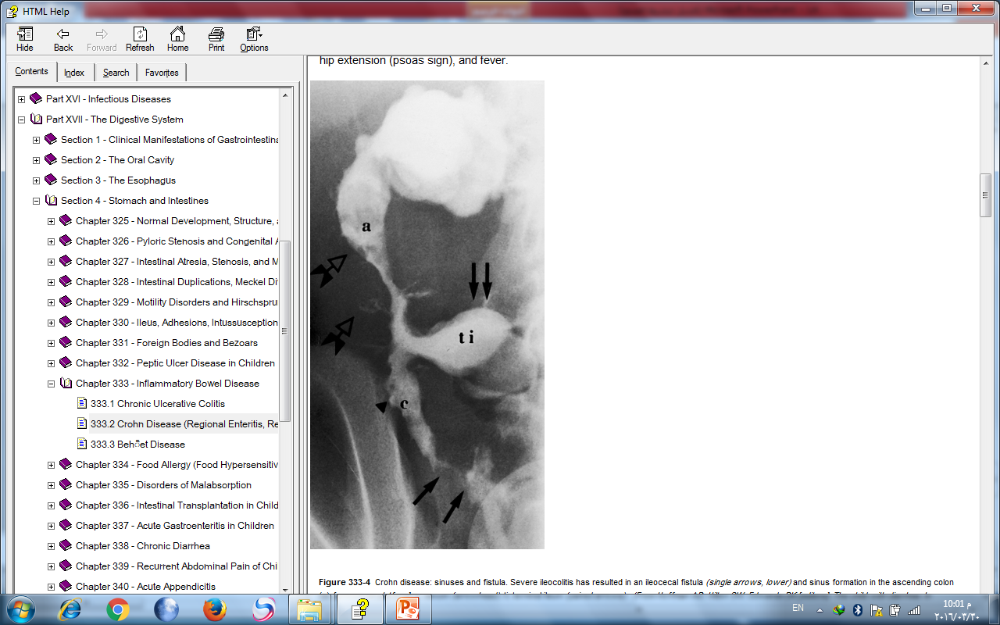 HTML Help
Hide
Back
Forward
Refresh
Home
Print
Options
Contents
Index
Search
Favorites
Part XVI - Infectious Diseases
Part XVII - The Digestive System
Section 1 - Clinical Manifestations of Gastrointestina
Section 2 - The Oral Cavity
Section 3 - The Esophagus
Section 4 - Stomach and Intestines
Chapter 325 - Normal Development, Structure, a
Chapter 326 - Pyloric Stenosis and Congenital A
Chapter 327 - Intestinal Atresia, Stenosis, and M
Chapter 328 - Intestinal Duplications, Meckel Di
Chapter 329 - Motility Disorders and Hirschspru
Chapter 330 - Ileus, Adhesions, Intussusception
Chapter 331 - Foreign Bodies and Bezoars
Chapter 332 - Peptic Ulcer Disease in Children
Chapter 333 - Inflammatory Bowel Disease
333.1 Chronic Ulcerative Colitis
333.2 Crohn Disease (Regional Enteritis, Re
333.3 Beh̃et Disease
Chapter 334 - Food Allergy (Food Hypersensitiv
Chapter 335 - Disorders of Malabsorption
Chapter 336 - Intestinal Transplantation in Child
Chapter 337 - Acute Gastroenteritis in Children
Chapter 338 - Chronic Diarrhea
Chapter 339 - Recurrent Abdominal Pain of Chi
Chapter 340 - Acute Appendicitis
hip extension (psoas sign), and fever.
a
t i
c
Figure 333-4 Crohn disease: sinuses and fistula. Severe ileocolitis has resulted in an ileocecal fistula (single arrows, lower) and sinus formation in the ascending colon
EN
10:01 م
٢٠١٦/٠٣/٣٠